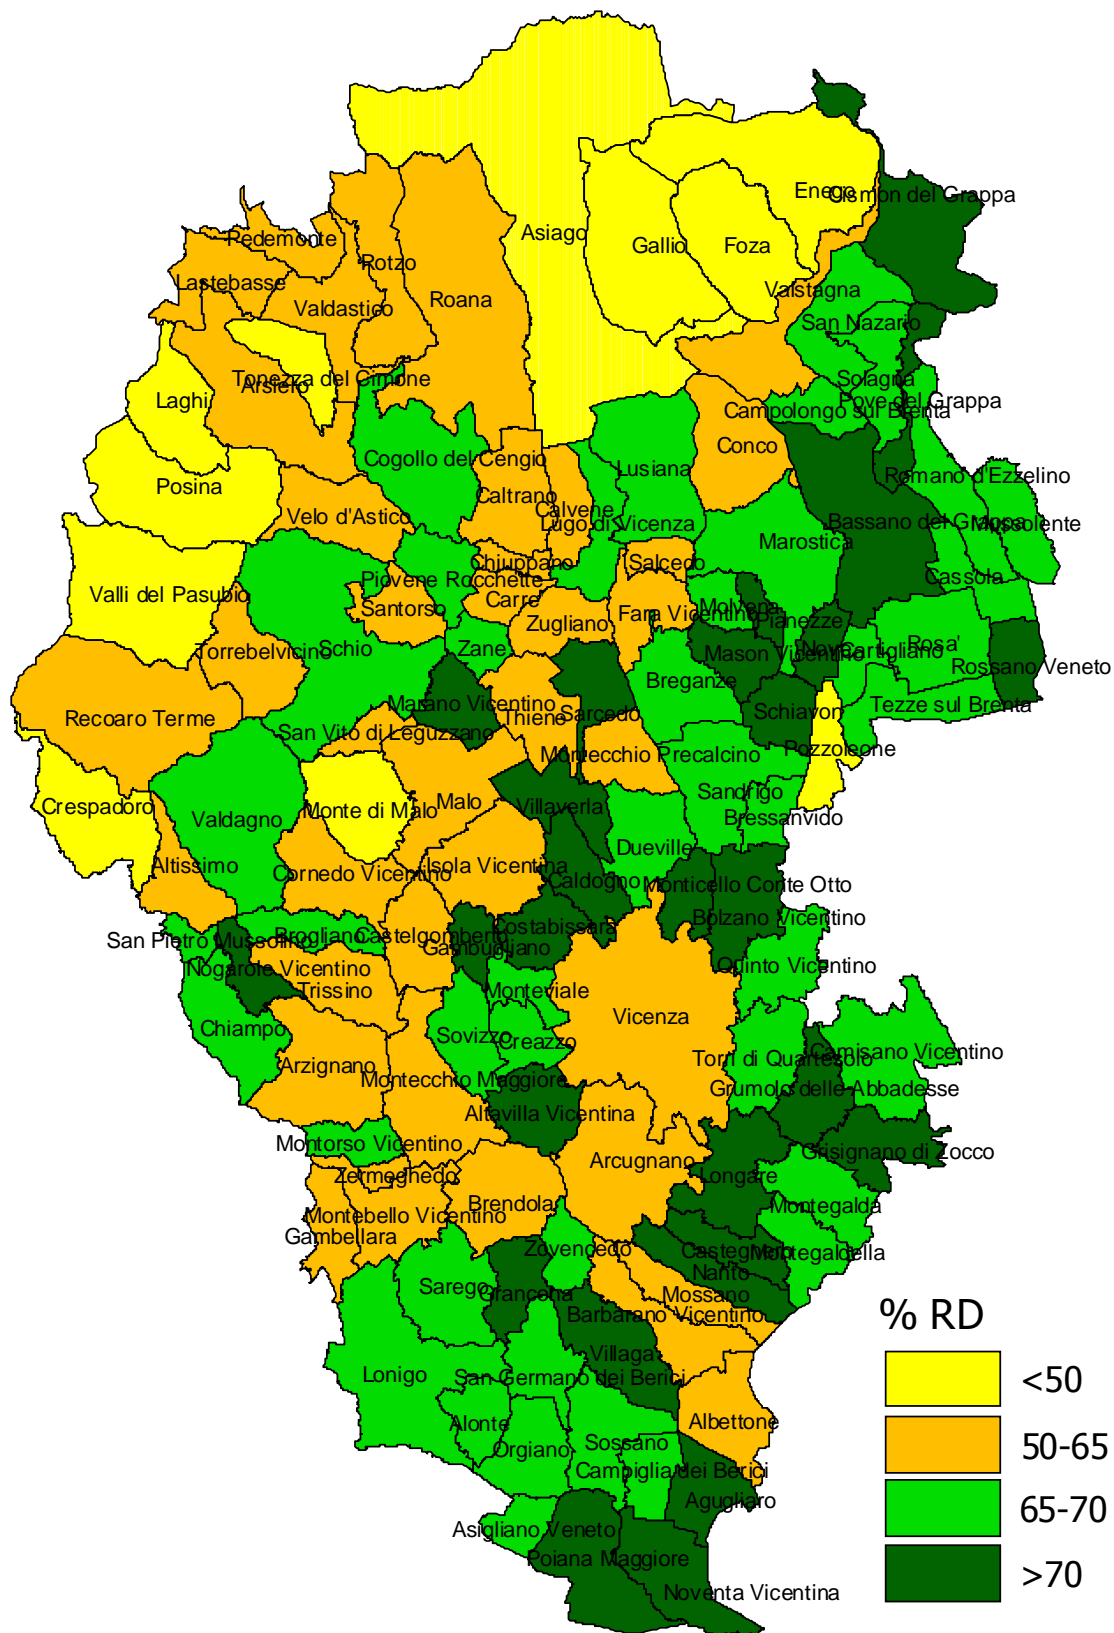 Enego
Cismon del Grappa
Asiago
Gallio
Foza
Pedemonte
Rotzo
Lastebasse
Valdastico
Roana
Valstagna
San Nazario
Tonezza del Cimone
Arsiero
Laghi
Solagna
Pove del Grappa
Campolongo sul Brenta
Conco
Cogollo del Cengio
Lusiana
Romano d'Ezzelino
Posina
Caltrano
Calvene
Velo d'Astico
Lugo di Vicenza
Bassano del Grappa
Mussolente
Marostica
Chiuppano
Salcedo
Piovene Rocchette
Cassola
Valli del Pasubio
Santorso
Carre'
Zugliano
Fara Vicentino
Molvena
Pianezze
Torrebelvicino
Schio
Zane'
Mason Vicentino
Nove
Cartigliano
Rosa'
Rossano Veneto
Breganze
Recoaro Terme
Marano Vicentino
Thiene
Sarcedo
Schiavon
Tezze sul Brenta
San Vito di Leguzzano
Montecchio Precalcino
Pozzoleone
Crespadoro
Valdagno
Monte di Malo
Malo
Villaverla
Sandrigo
Bressanvido
Dueville
Altissimo
Cornedo Vicentino
Isola Vicentina
Caldogno
Monticello Conte Otto
Bolzano Vicentino
San Pietro Mussolino
Brogliano
Castelgomberto
Gambugliano
Costabissara
Nogarole Vicentino
Trissino
Monteviale
Quinto Vicentino
Chiampo
Sovizzo
Creazzo
Vicenza
Torri di Quartesolo
Camisano Vicentino
Arzignano
Montecchio Maggiore
Grumolo delle Abbadesse
Altavilla Vicentina
Montorso Vicentino
Arcugnano
Grisignano di Zocco
Zermeghedo
Longare
Brendola
Montegalda
Montebello Vicentino
Gambellara
Zovencedo
Castegnero
Montegaldella
Nanto
Sarego
Grancona
Mossano
Barbarano Vicentino
Villaga
Lonigo
San Germano dei Berici
Albettone
Alonte
Orgiano
Sossano
Campiglia dei Berici
Agugliaro
Asigliano Veneto
Poiana Maggiore
Noventa Vicentina
% RD
<50
50-65
65-70
>70